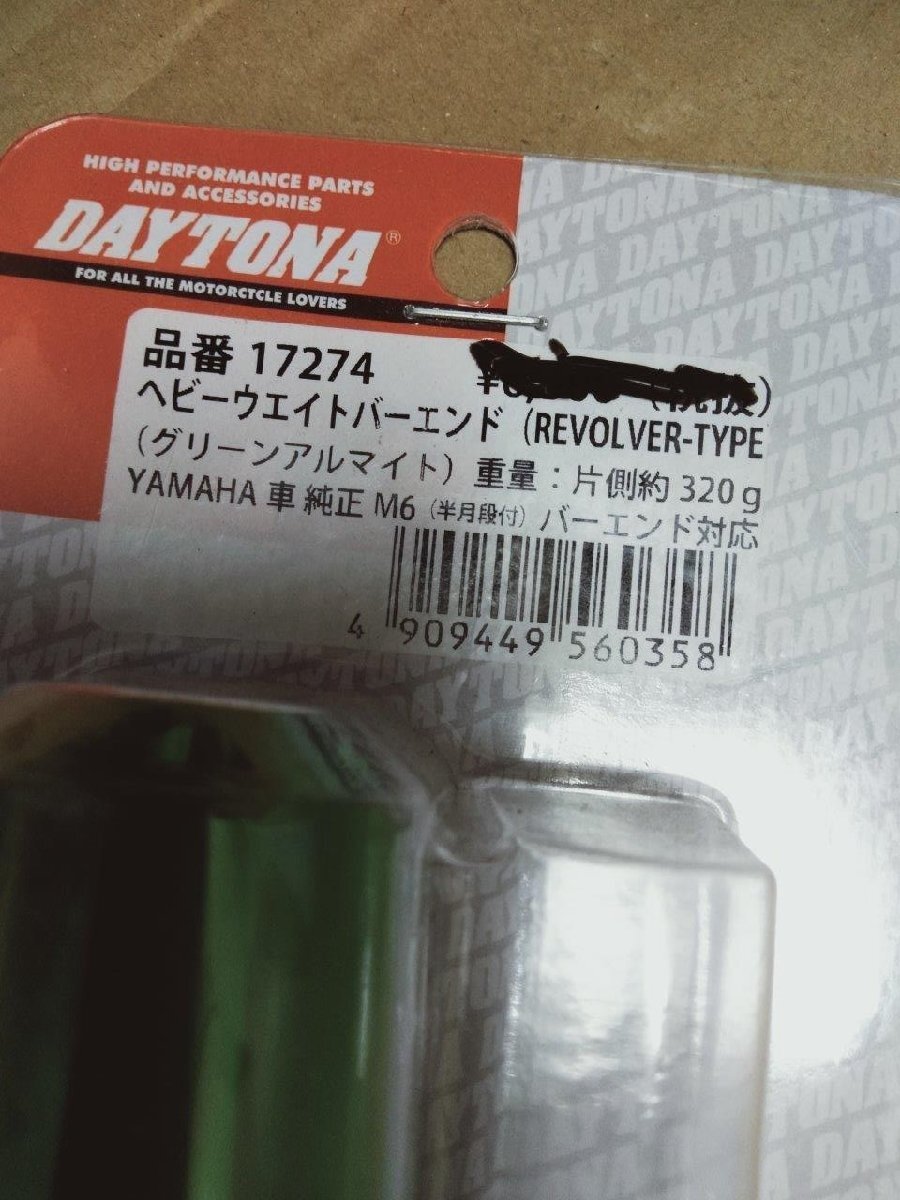 HIGH PERFORMANCE PARTS
AND ACCESSORIES
DAYTONA®
FOR ALL THE MOTORCTCLE LOVERS
品番 17274
(税抜)
ヘビーウエイトバーエンド (REVOLVER-TYPE
(グリーンアルマイト) 重量:片側約 320g
YAMAHA 車 純正 M6 (半月段付) バーエンド対応
4 909449 560358